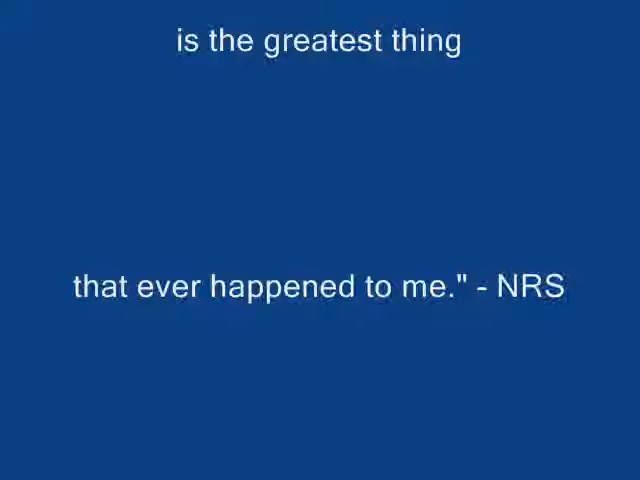 is the greatest thing
that ever happened to me." - NRS